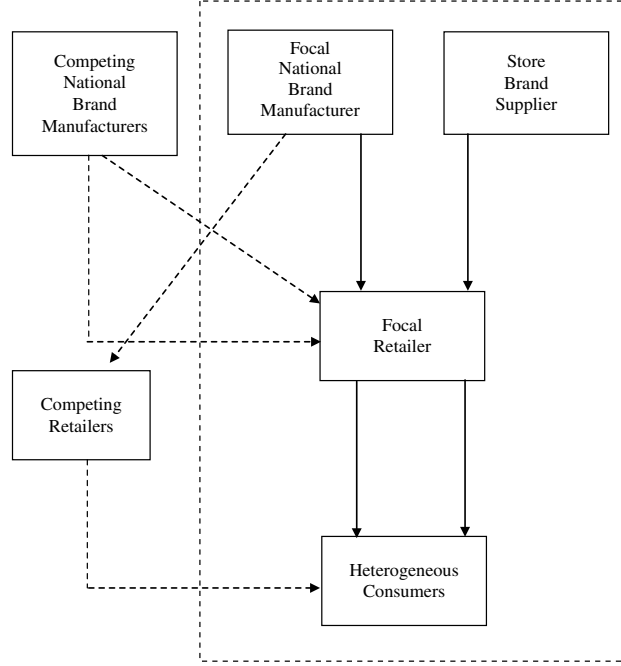 Competing
National
Brand
Manufacturers
Focal
National
Brand
Manufacturer
Store
Brand
Supplier
Focal
Retailer
Competing
Retailers
Heterogeneous
Consumers